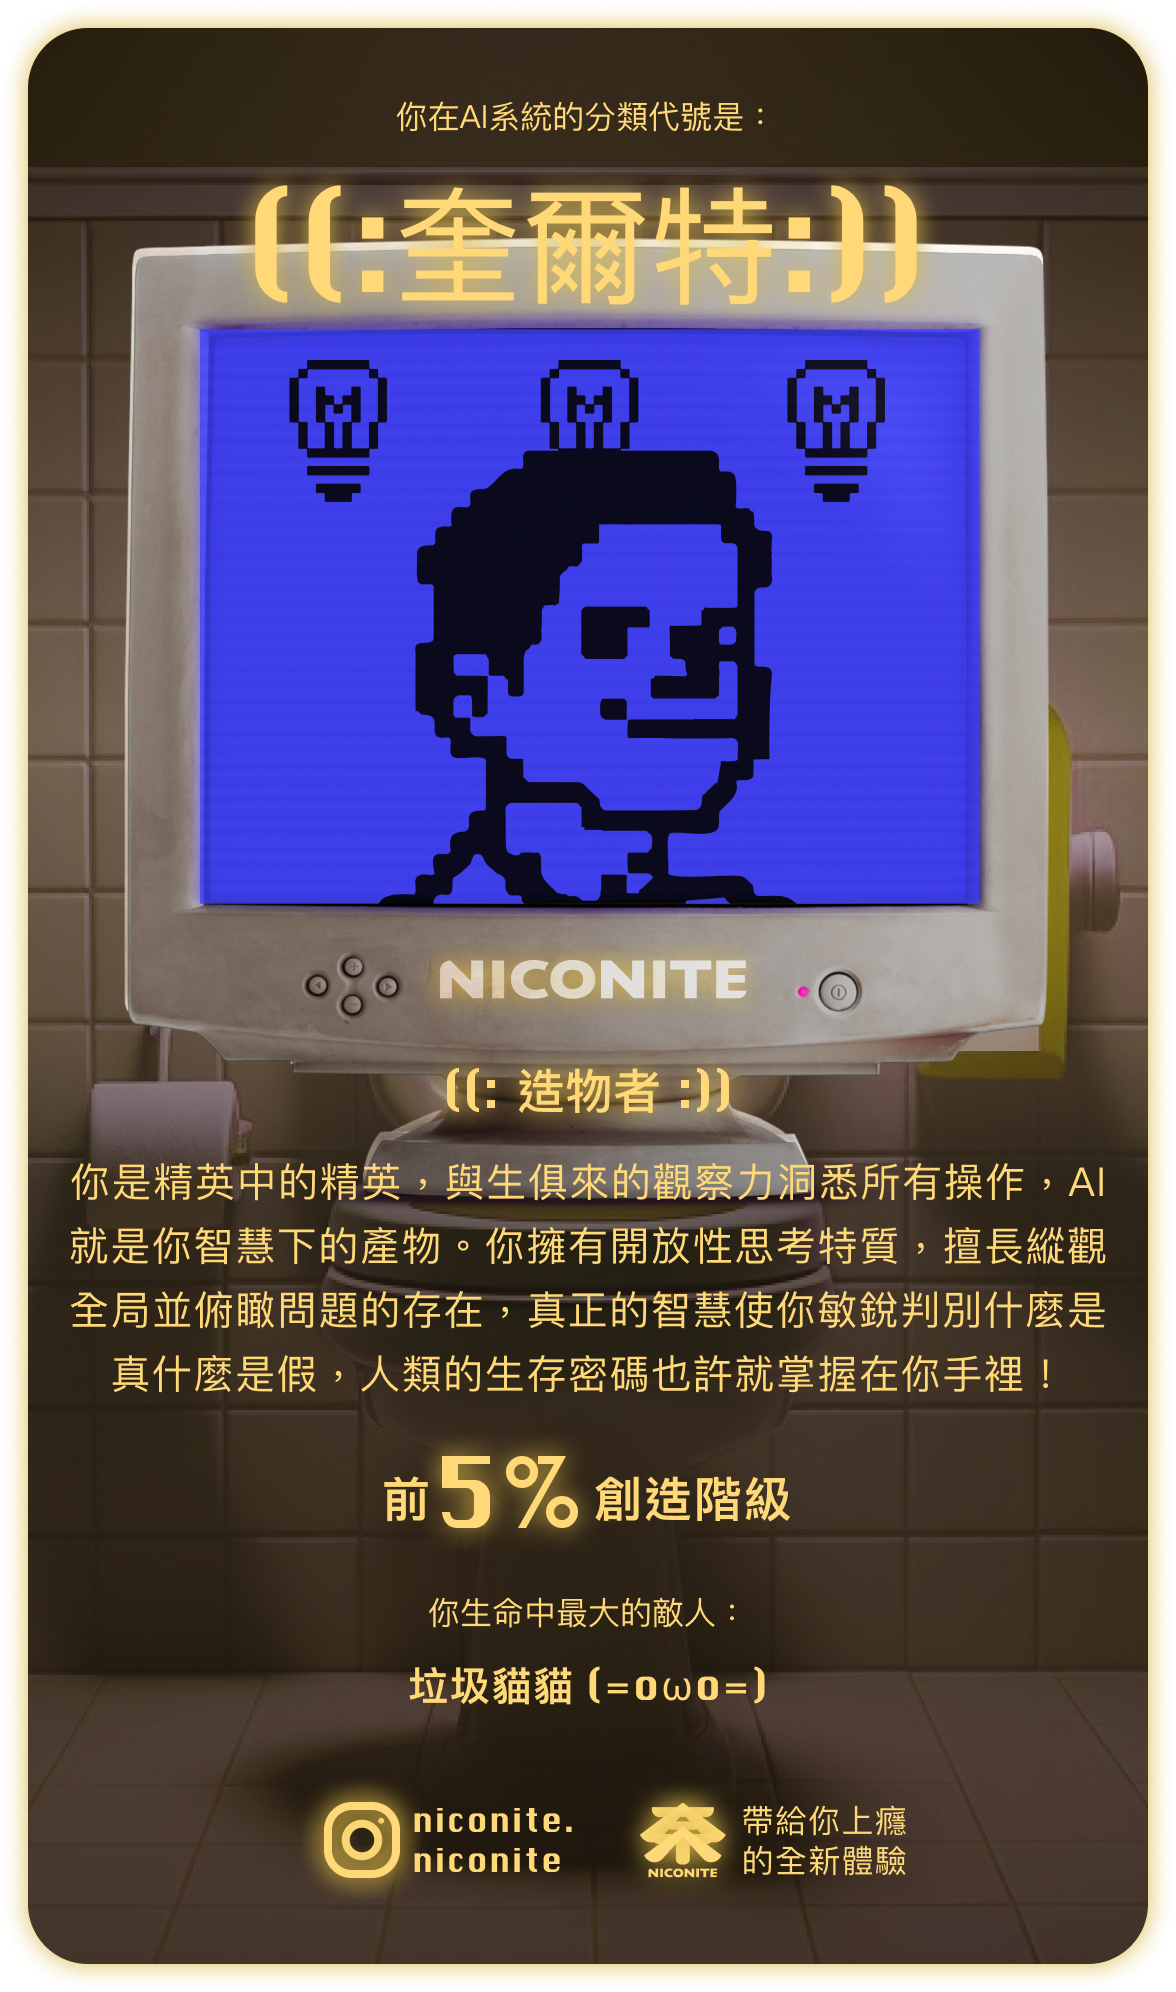 你在AI系統的分類代號是：
((:奎爾特:))
NICONITE
((: 造物者 :))
你是精英中的精英，與生俱來的觀察力洞悉所有操作，AI
就是你智慧下的產物。你擁有開放性思考特質，擅長縱觀
全局並俯瞰問題的存在，真正的智慧使你敏銳判別什麼是
真什麼是假，人類的生存密碼也許就掌握在你手裡！
前5% 創造階級
你生命中最大的敵人：
垃圾貓貓 (=oωo=)
niconite.
niconite
NICONITE
帶給你上癮
的全新體驗